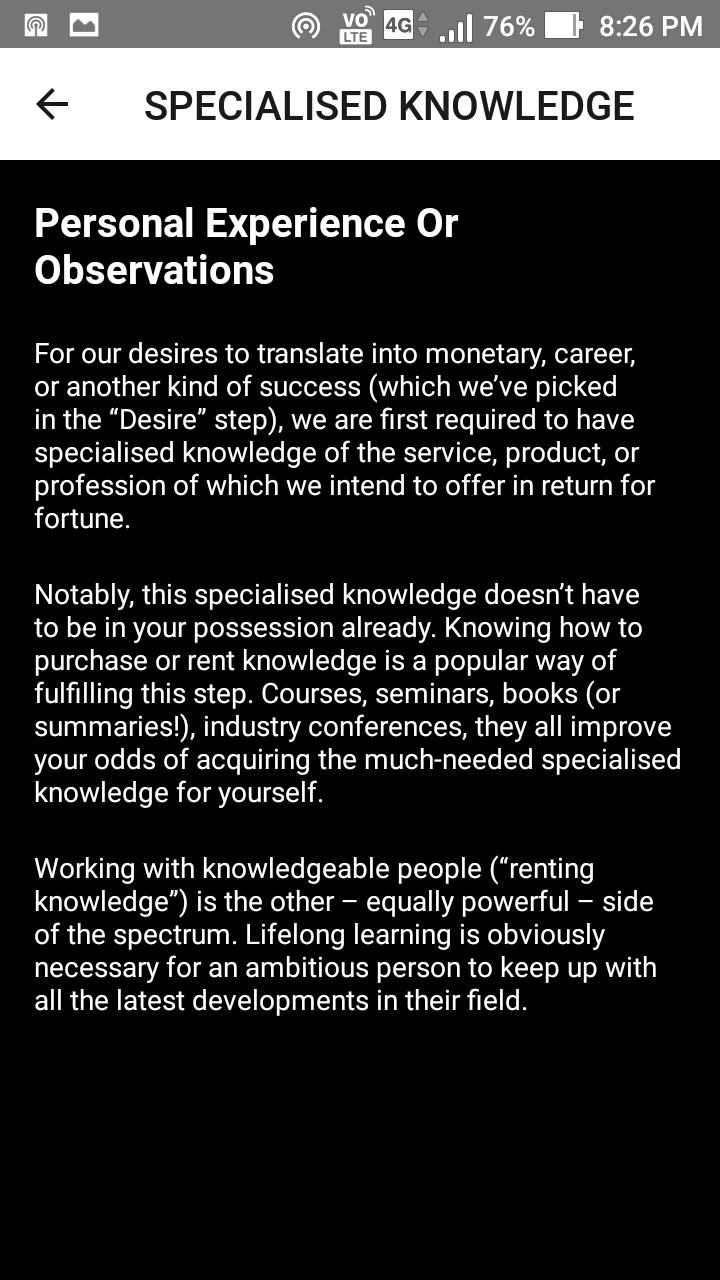 VO LTE 4G 76% 8:26 PM
SPECIALISED KNOWLEDGE
Personal Experience Or
Observations
For our desires to translate into monetary, career,
or another kind of success (which we’ve picked
in the “Desire” step), we are first required to have
specialised knowledge of the service, product, or
profession of which we intend to offer in return for
fortune.
Notably, this specialised knowledge doesn’t have
to be in your possession already. Knowing how to
purchase or rent knowledge is a popular way of
fulfilling this step. Courses, seminars, books (or
summaries!), industry conferences, they all improve
your odds of acquiring the much-needed specialised
knowledge for yourself.
Working with knowledgeable people (“renting
knowledge”) is the other – equally powerful – side
of the spectrum. Lifelong learning is obviously
necessary for an ambitious person to keep up with
all the latest developments in their field.